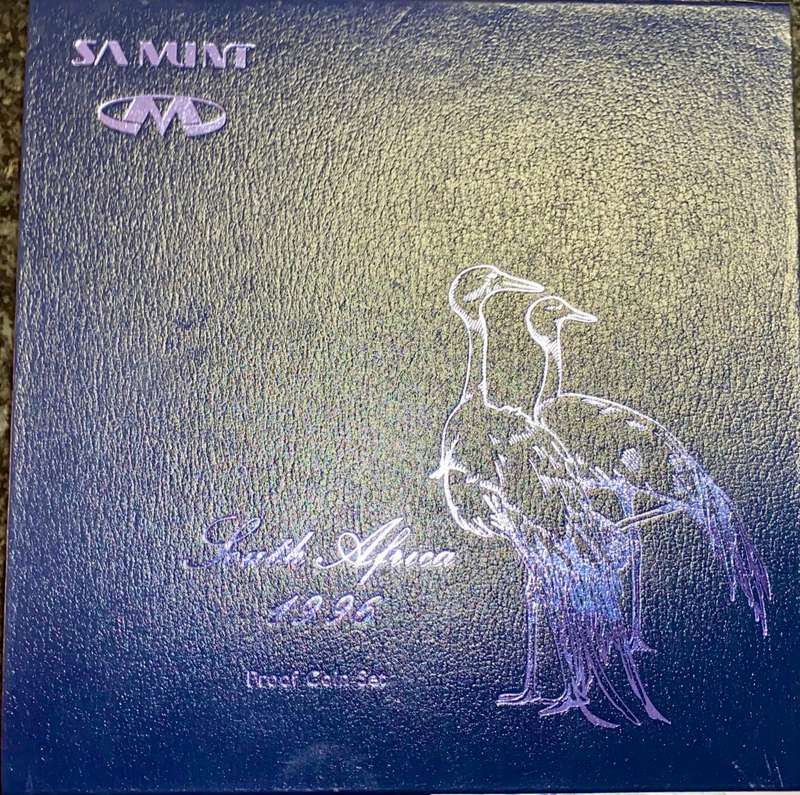 SA MINT
South Africa
1996
Proof Coin Set